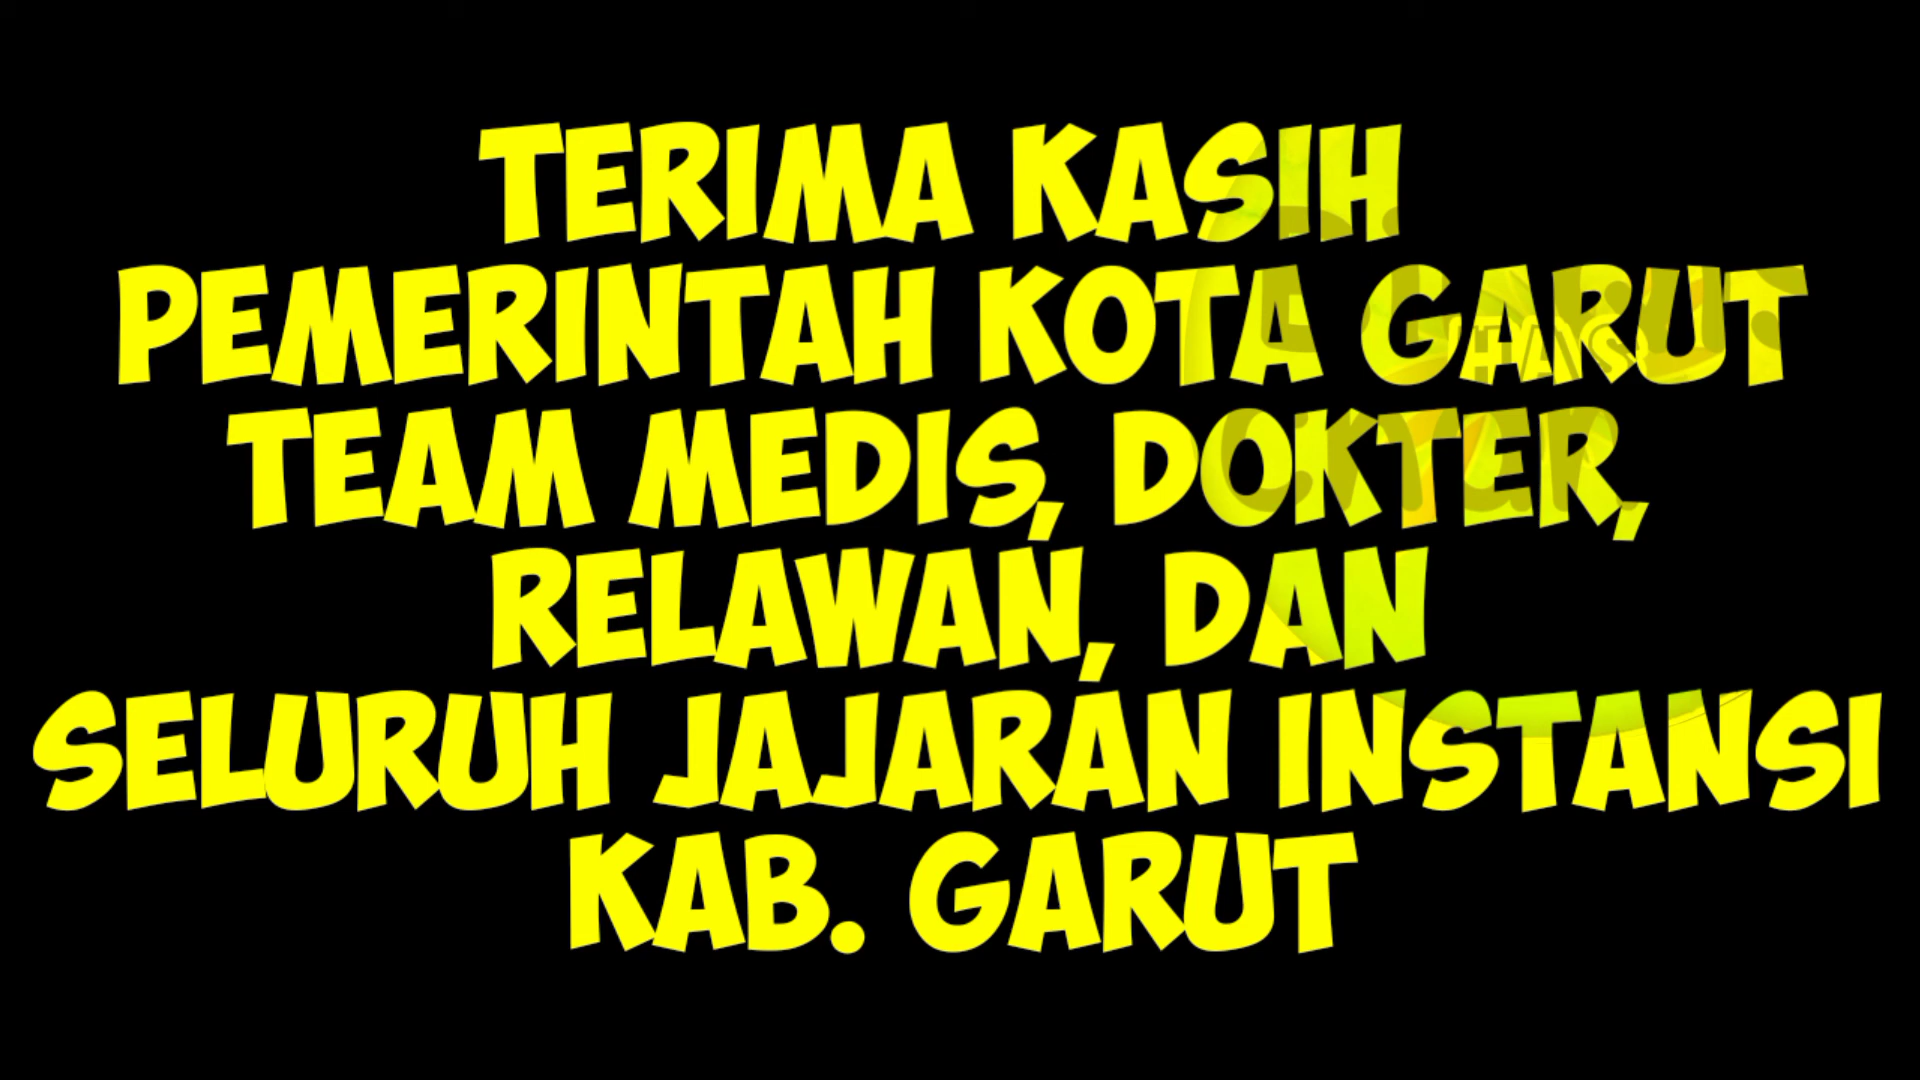 TERIMA KASIH
PEMERINTAH KOTA GARUT
TEAM MEDIS, DOKTER,
RELAWAN, DAN
SELURUH JAJARAN INSTANSI
KAB. GARUT